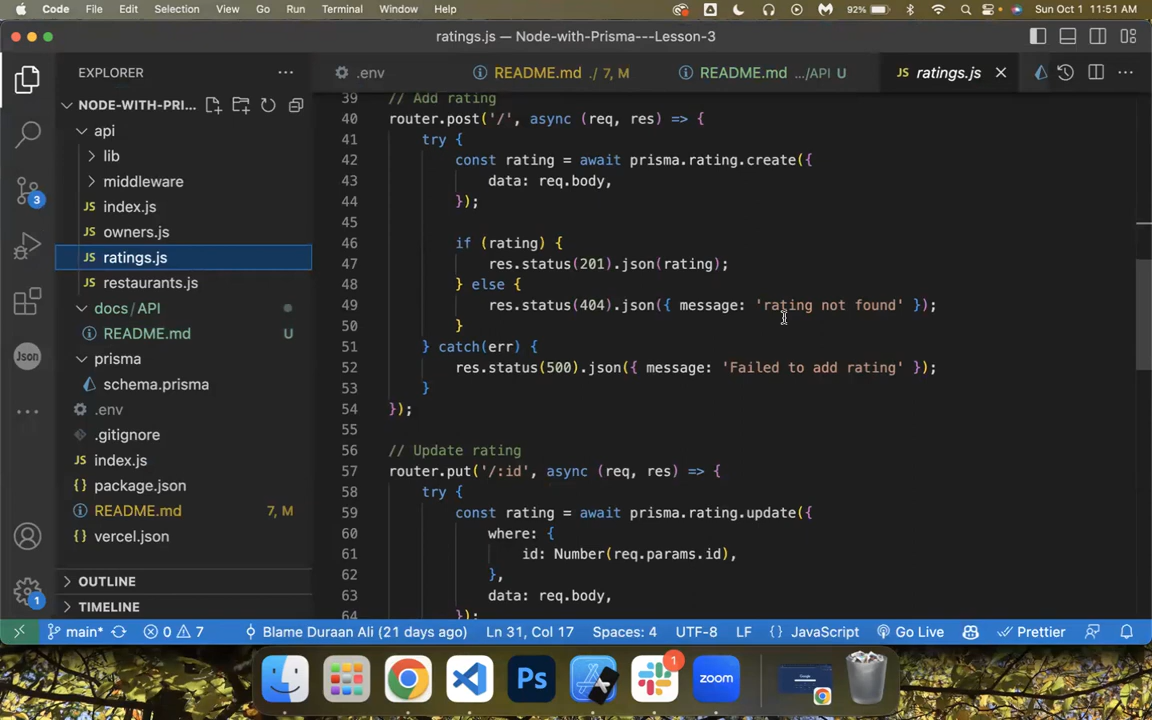 Code File Edit Selection View Go Run Terminal Window Help 92% Sun Oct 1 11:51 AM
ratings.js — Node-with-Prisma---Lesson-3
EXPLORER
.env
README.md ./ 7, M
README.md .../API U
ratings.js
NODE-WITH-PRI...
api
lib
middleware
index.js
owners.js
ratings.js
restaurants.js
docs/API
README.md U
prisma
schema.prisma
.env
.gitignore
index.js
package.json
README.md 7, M
vercel.json
OUTLINE
TIMELINE
3
Json
1
39 // Add rating
40 router.post('/', async (req, res) => {
41 try {
42 const rating = await prisma.rating.create({
43 data: req.body,
44 });
45
46 if (rating) {
47 res.status(201).json(rating);
48 } else {
49 res.status(404).json({ message: 'rating not found' });
50 }
51 } catch(err) {
52 res.status(500).json({ message: 'Failed to add rating' });
53 }
54 });
55
56 // Update rating
57 router.put('/:id', async (req, res) => {
58 try {
59 const rating = await prisma.rating.update({
60 where: {
61 id: Number(req.params.id),
62 },
63 data: req.body,
64 });
main* 0 7 Blame Duraan Ali (21 days ago) Ln 31, Col 17 Spaces: 4 UTF-8 LF {} JavaScript Go Live Prettier
Ps
1
zoom